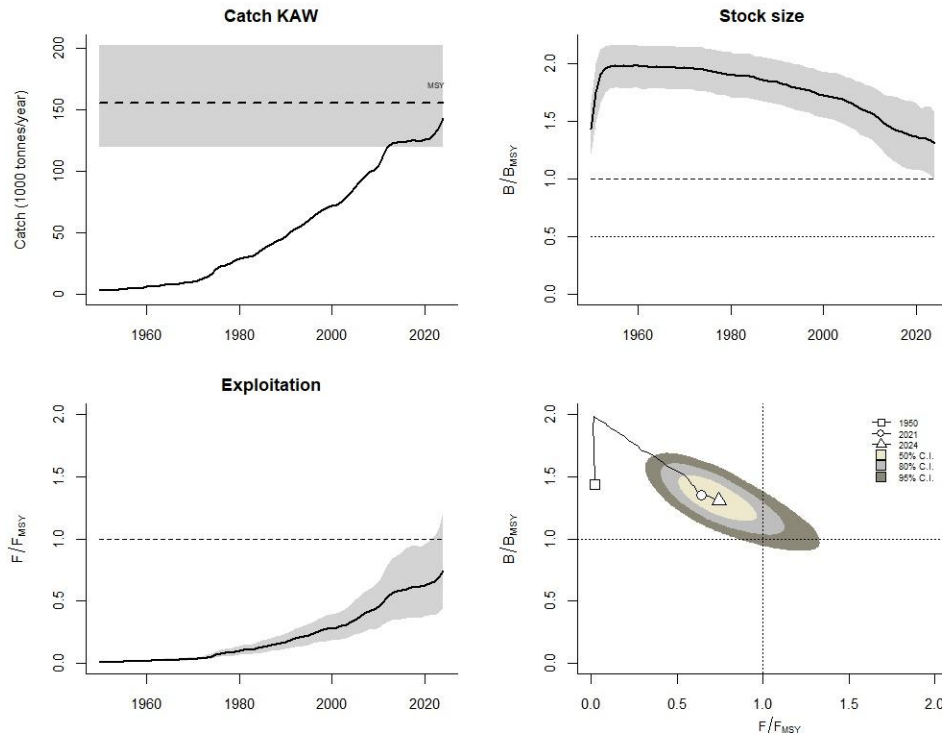 Catch KAW
Catch (1000 tonnes/year)
200
150
100
50
0
MSY
1960 1980 2000 2020
Stock size
B/BMSY
2.0
1.5
1.0
0.5
0.0
1960 1980 2000 2020
Exploitation
F/FMSY
2.0
1.5
1.0
0.5
0.0
1960 1980 2000 2020
B/BMSY
2.0
1.5
1.0
0.5
0.0
1950
2021
2024
50% C.I.
80% C.I.
95% C.I.
0.0 0.5 1.0 1.5 2.0
F/FMSY